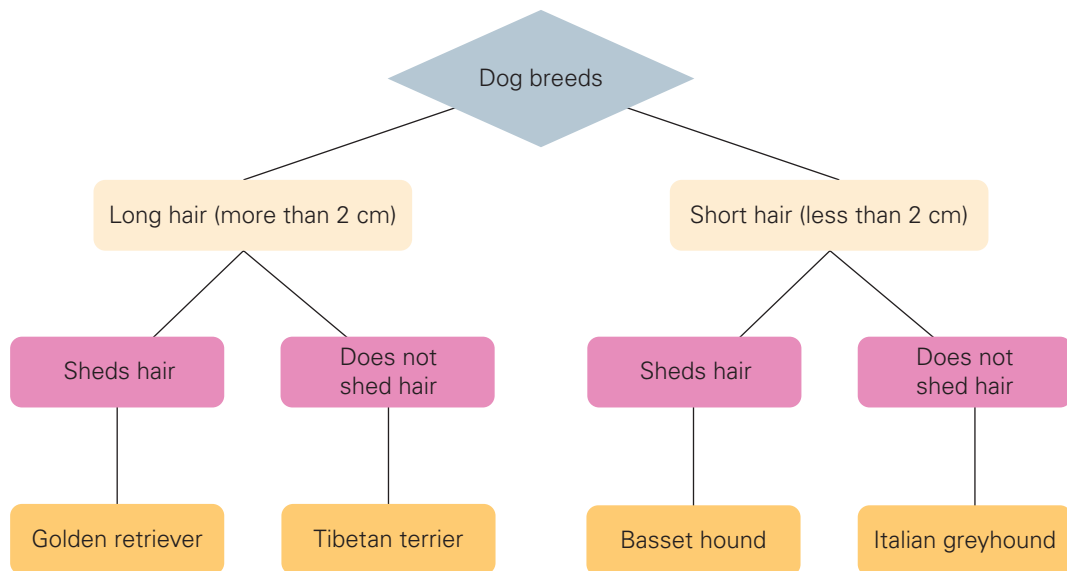 Dog breeds
Long hair (more than 2 cm)
Short hair (less than 2 cm)
Sheds hair
Does not
shed hair
Sheds hair
Does not
shed hair
Golden retriever
Tibetan terrier
Basset hound
Italian greyhound